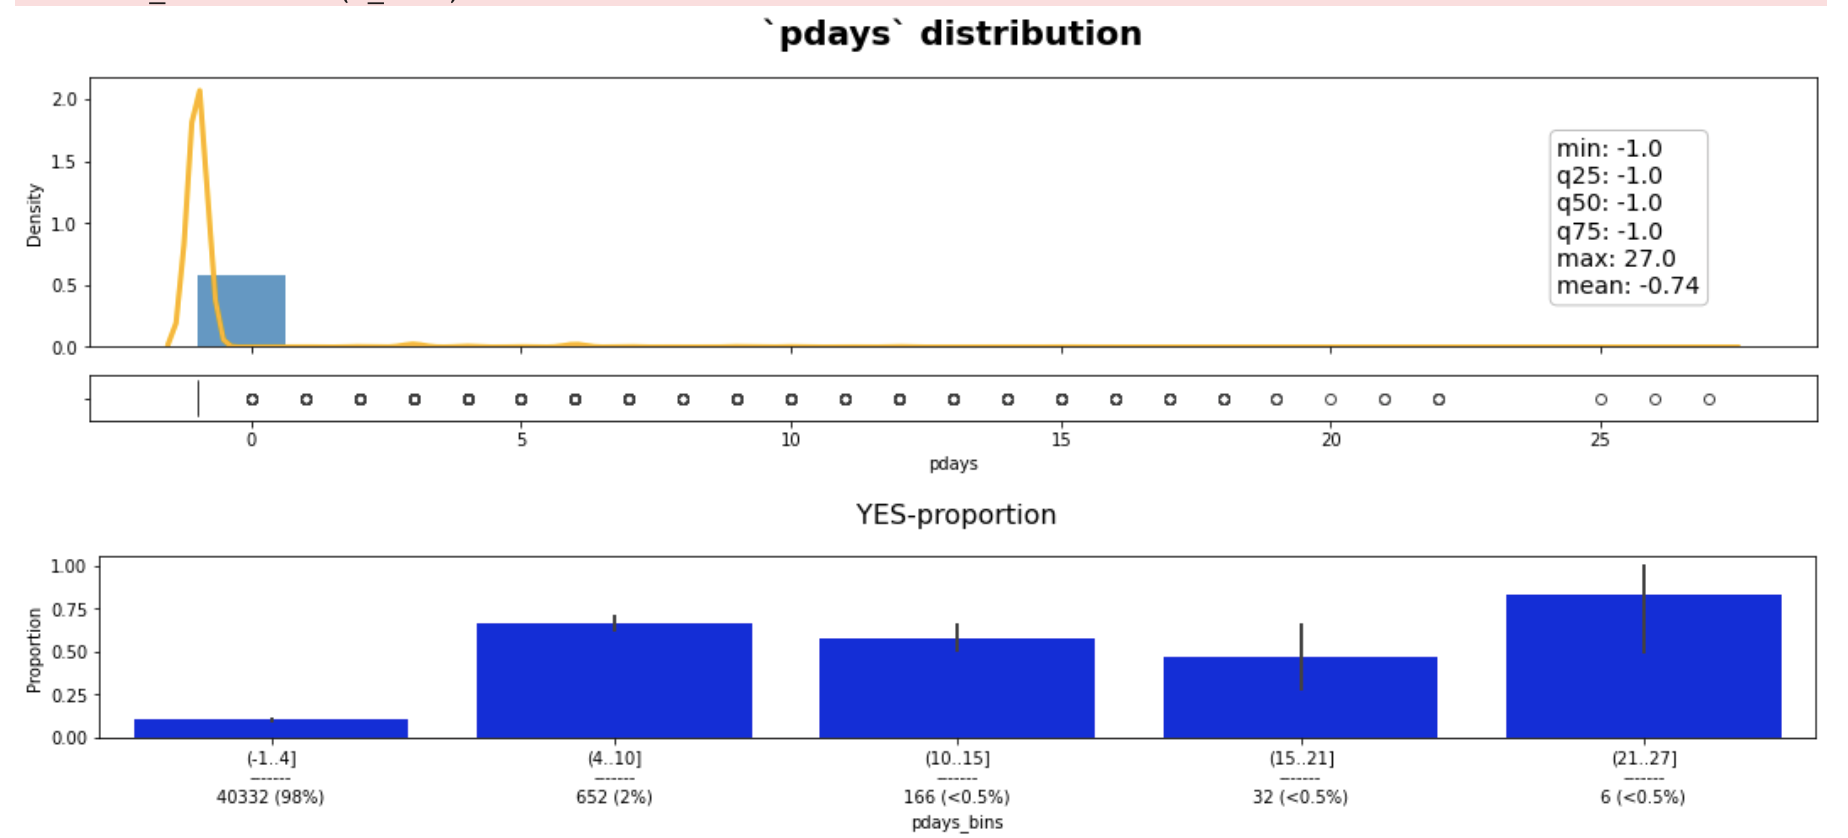 `pdays` distribution
2.0
1.5
1.0
0.5
0.0
Density
min: -1.0
q25: -1.0
q50: -1.0
q75: -1.0
max: 27.0
mean: -0.74
0 5 10 15 20 25
pdays
YES-proportion
1.00
0.75
0.50
0.25
0.00
Proportion
(-1..4] (4..10] (10..15] (15..21] (21..27]
------- ------- ------- ------- -------
40332 (98%) 652 (2%) 166 (<0.5%) 32 (<0.5%) 6 (<0.5%)
pdays_bins